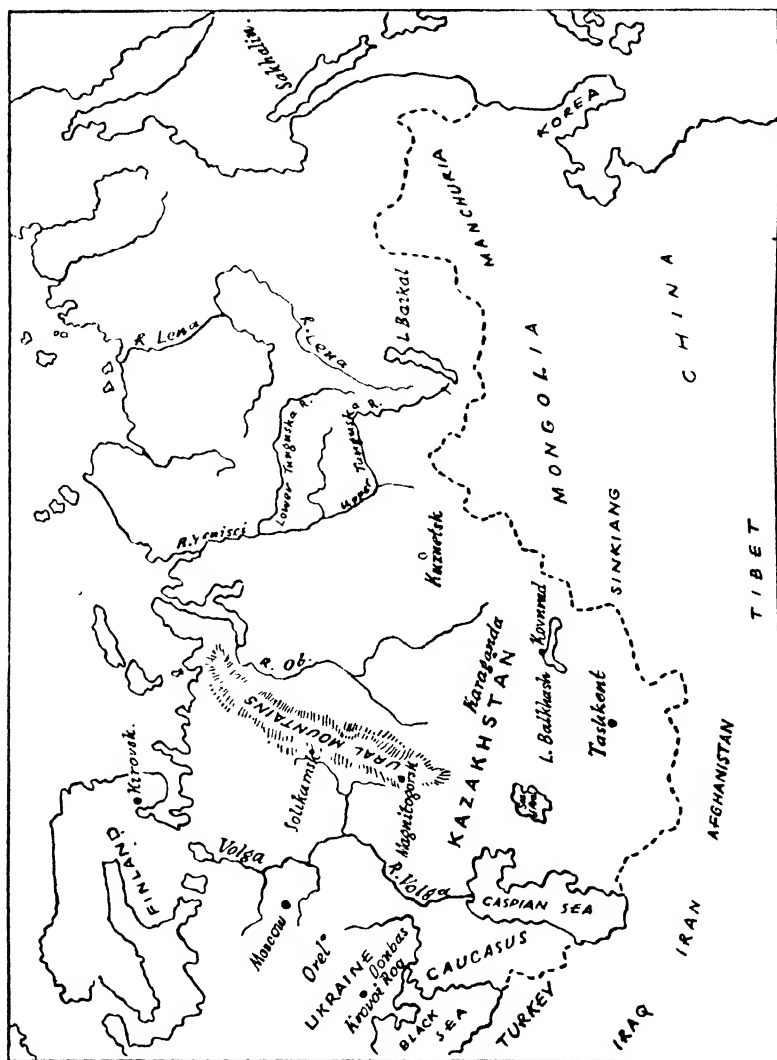 Sakhalin.
KOREA
MANCHURIA
L. Baikal
R. Lena
R. Lena
CHINA
MONGOLIA
Lower Tunguska R.
Upper Tunguska R.
R. Yenisei
Kuznetsk
SINKIANG
TIBET
R. Ob.
Karaganda
KAZAKHSTAN
L. Balkhash
Kovnrad
Tashkent
URAL MOUNTAINS
Kirovsk.
Solikamsk
Magnitogorsk
AFGHANISTAN
FINLAND
Volga
R. Volga
CASPIAN SEA
Moscow
Orel
UKRAINE
Donbas
Krovoi Rog
CAUCASUS
BLACK
SEA
TURKEY
IRAN
IRAQ